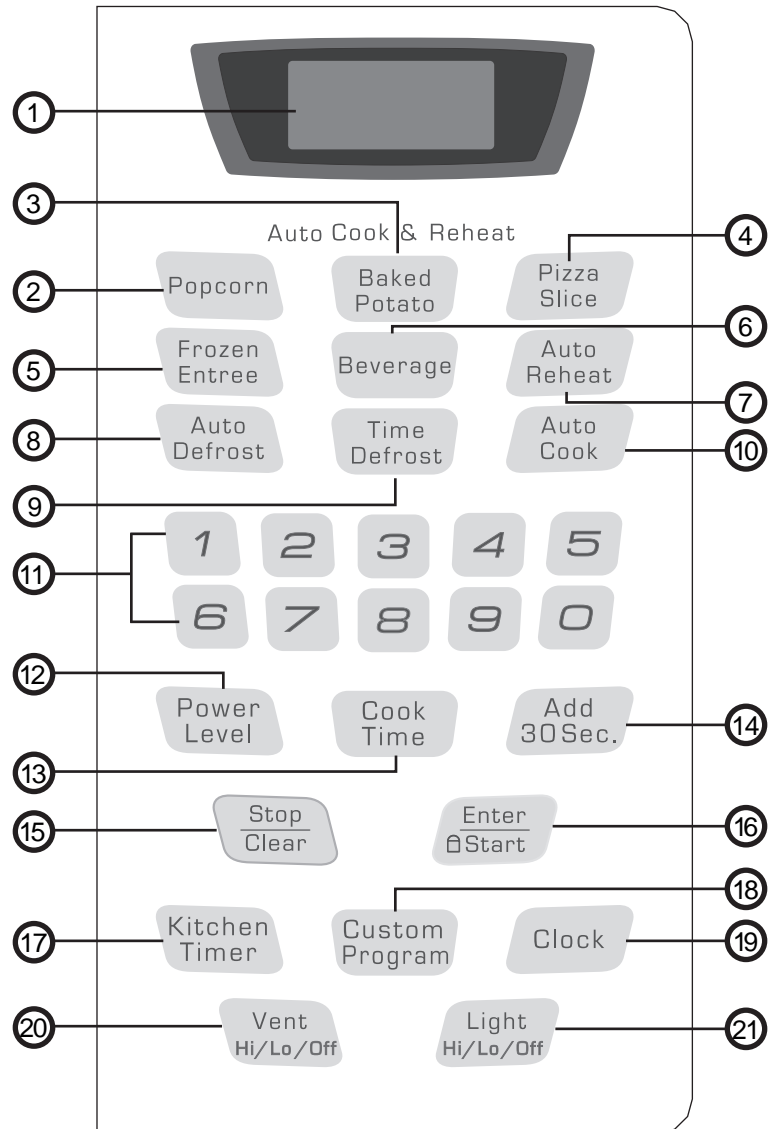 1
3
Auto Cook & Reheat
4
2
Popcorn
Baked
Potato
Pizza
Slice
6
5
Frozen
Entree
Beverage
Auto
Reheat
7
8
Auto
Defrost
Time
Defrost
Auto
Cook
10
9
1 2 3 4 5
11
6 7 8 9 0
12
Power
Level
Cook
Time
Add
30Sec.
14
13
15
Stop
Clear
Enter
Start
16
18
17
Kitchen
Timer
Custom
Program
Clock
19
20
Vent
Hi/Lo/Off
Light
Hi/Lo/Off
21